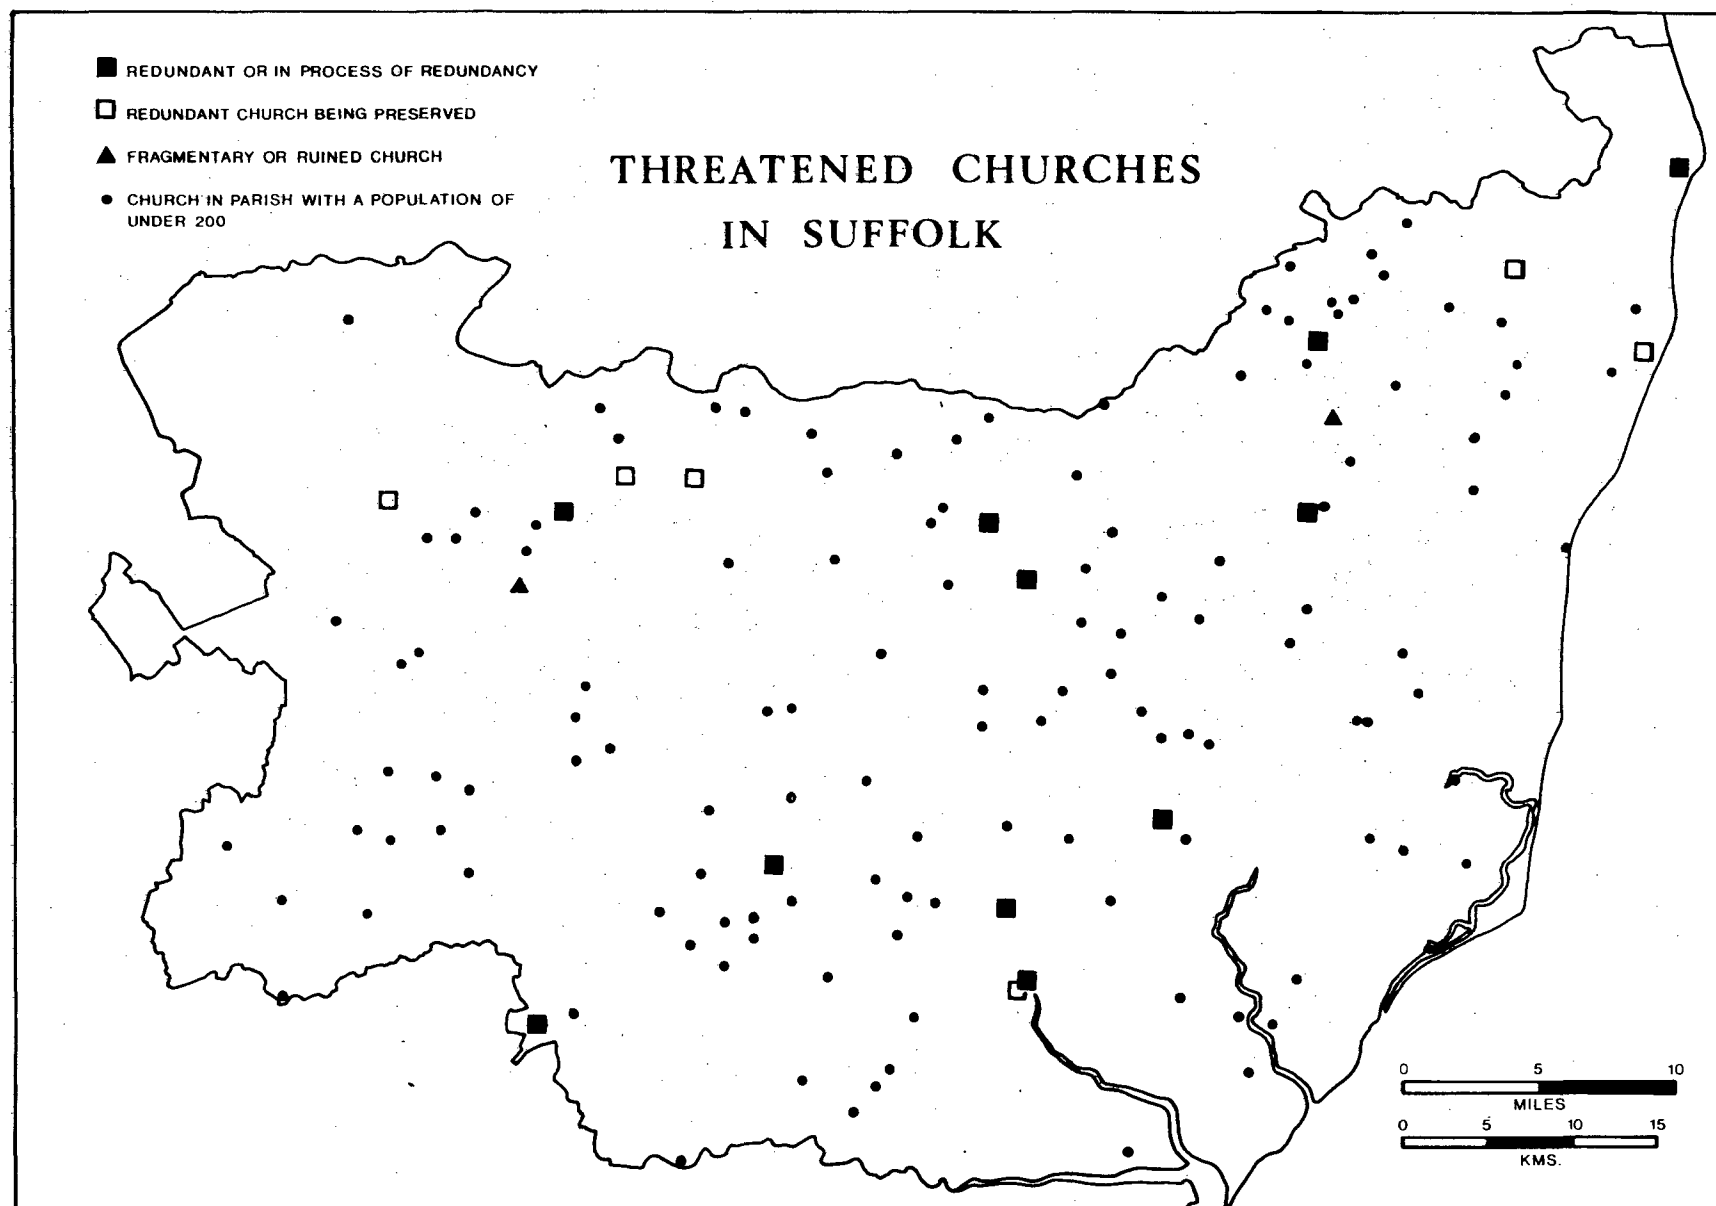 REDUNDANT OR IN PROCESS OF REDUNDANCY
REDUNDANT CHURCH BEING PRESERVED
FRAGMENTARY OR RUINED CHURCH
CHURCH IN PARISH WITH A POPULATION OF
UNDER 200
THREATENED CHURCHES
IN SUFFOLK
0 5 10
MILES
0 5 10 15
KMS.